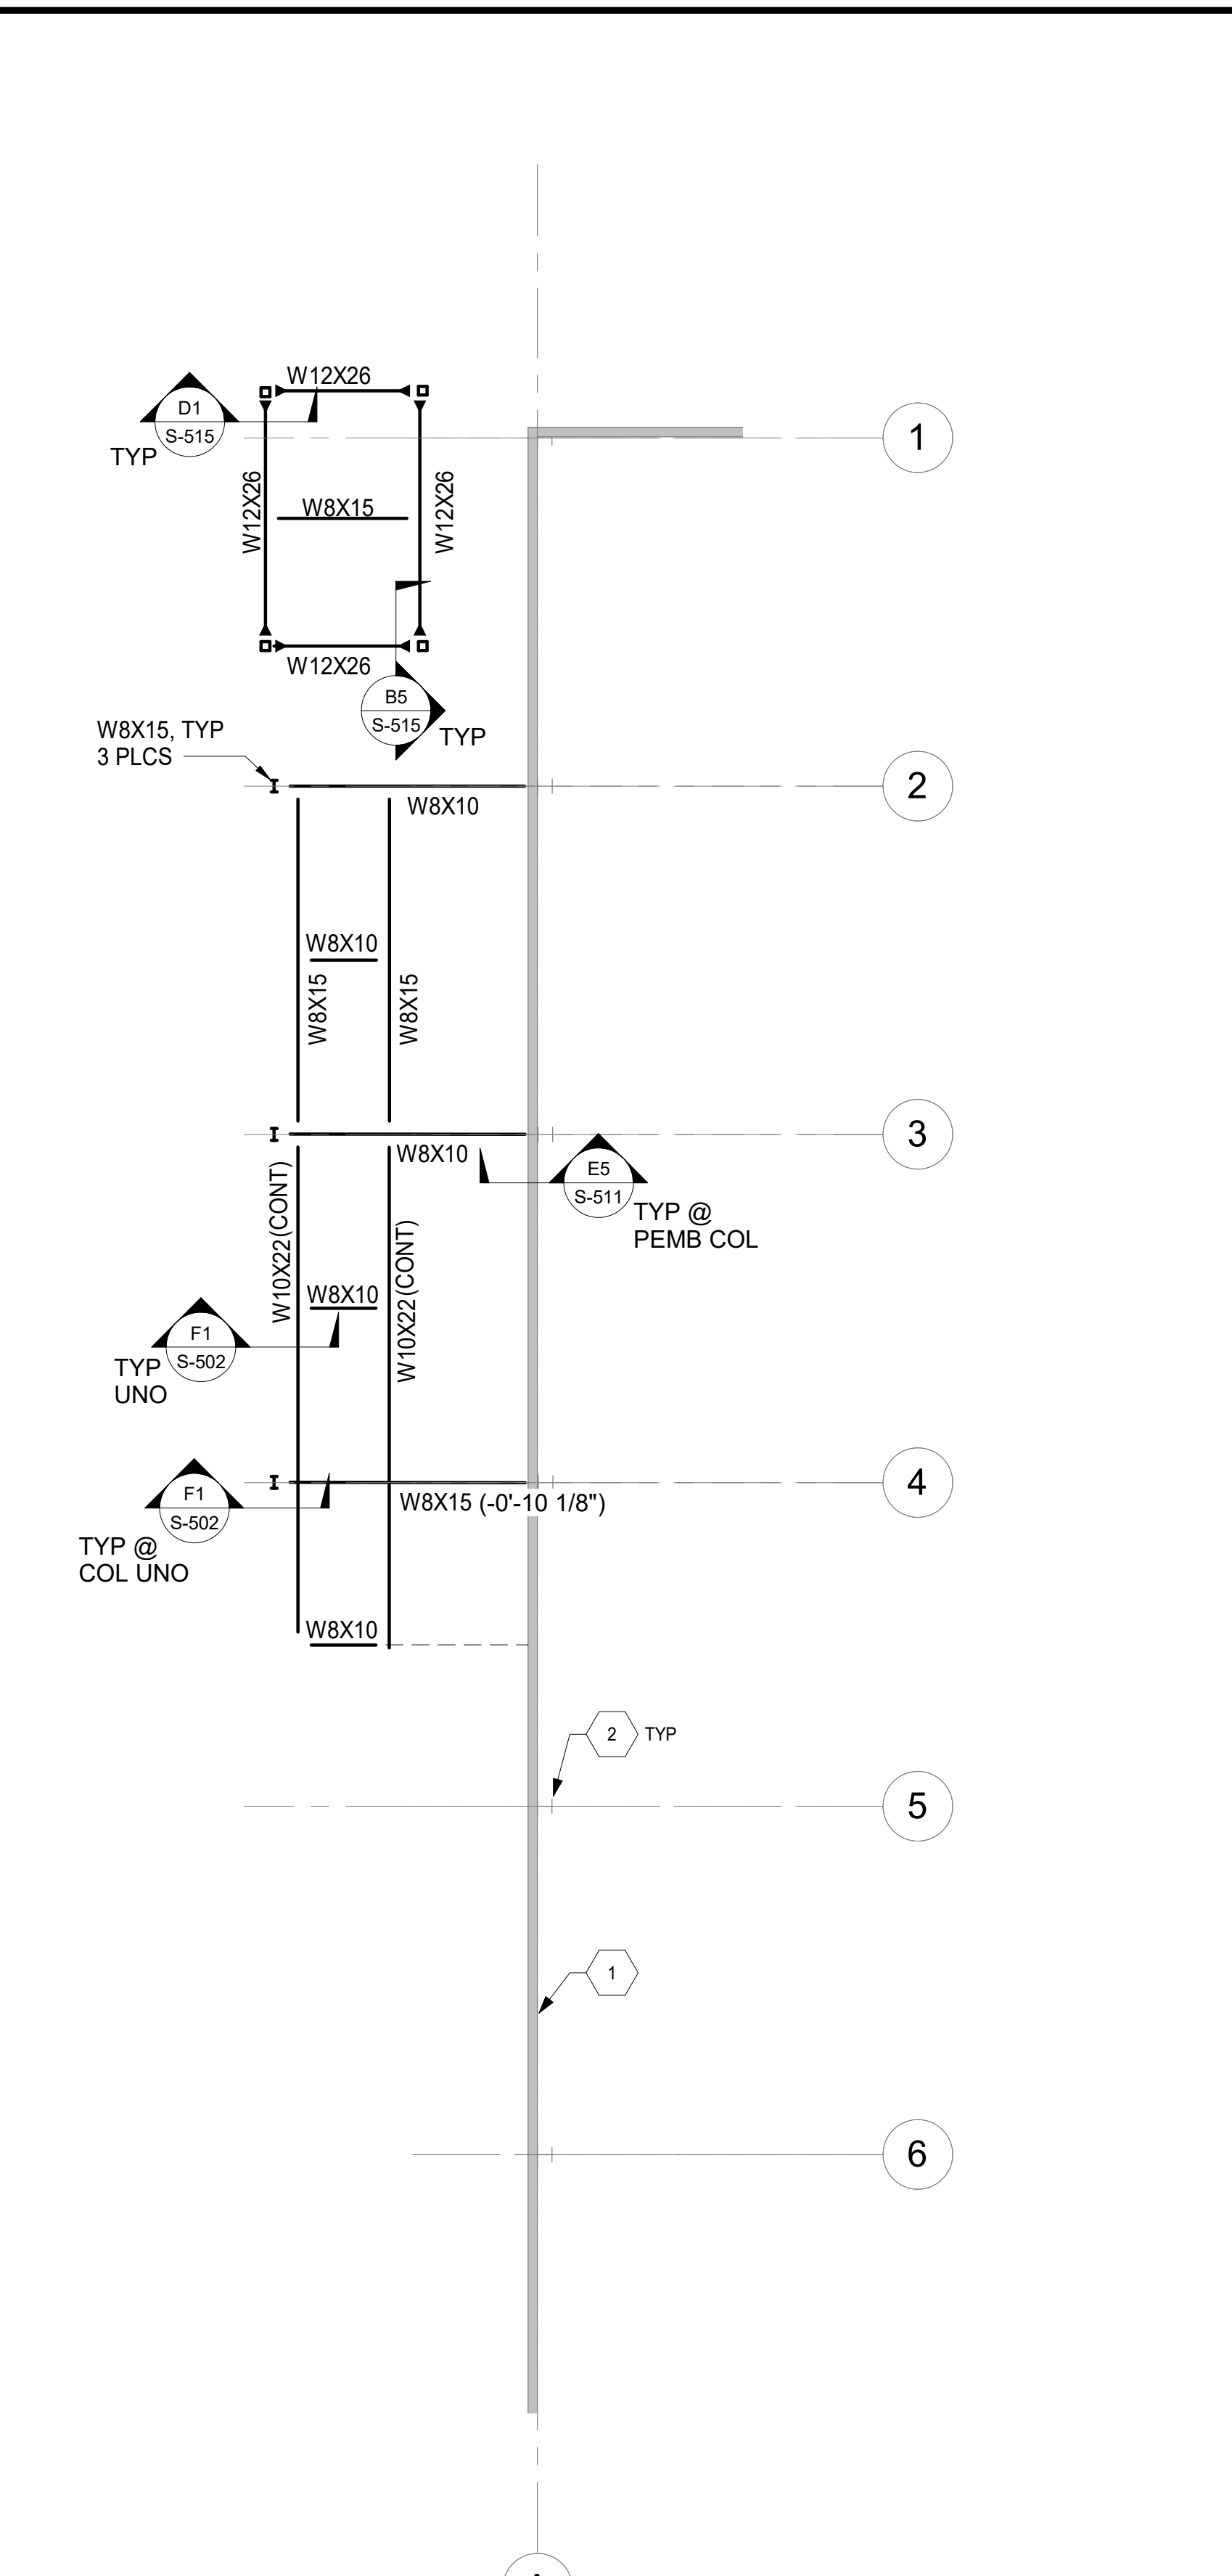 W12X26
D1
S-515
TYP
1
W12X26
W8X15
W12X26
W12X26
B5
S-515
TYP
W8X15, TYP
3 PLCS
2
W8X10
W8X10
W8X15
W8X15
3
W8X10
E5
S-511
TYP @
PEMB COL
W10X22(CONT)
W10X22(CONT)
W8X10
F1
S-502
TYP
UNO
4
W8X15 (-0'-10 1/8")
F1
S-502
TYP @
COL UNO
W8X10
2
TYP
5
1
6